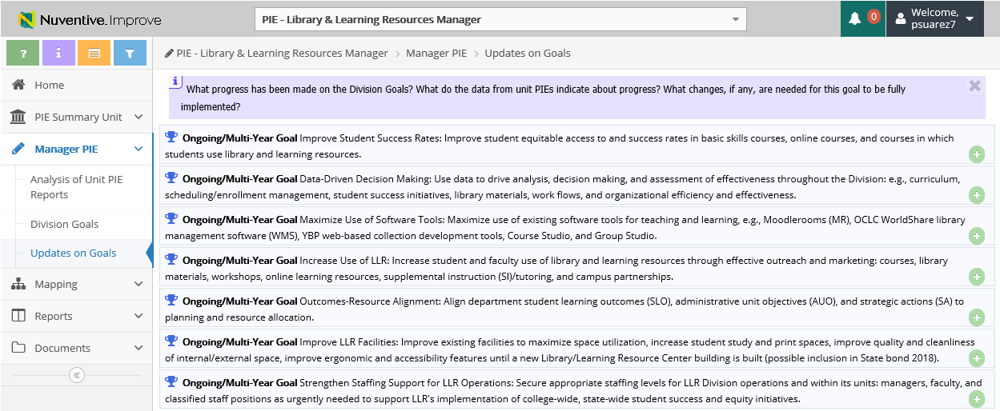 Nuventive.Improve
PIE - Library & Learning Resources Manager
0
Welcome,
psuarez7
?
i
PIE - Library & Learning Resources Manager > Manager PIE > Updates on Goals
Home
PIE Summary Unit
Manager PIE
Analysis of Unit PIE
Reports
Division Goals
Updates on Goals
Mapping
Reports
Documents
i
What progress has been made on the Division Goals? What do the data from unit PIEs indicate about progress? What changes, if any, are needed for this goal to be fully
implemented?
Ongoing/Multi-Year Goal Improve Student Success Rates: Improve student equitable access to and success rates in basic skills courses, online courses, and courses in which
students use library and learning resources.
Ongoing/Multi-Year Goal Data-Driven Decision Making: Use data to drive analysis, decision making, and assessment of effectiveness throughout the Division: e.g., curriculum,
scheduling/enrollment management, student success initiatives, library materials, work flows, and organizational efficiency and effectiveness.
Ongoing/Multi-Year Goal Maximize Use of Software Tools: Maximize use of existing software tools for teaching and learning, e.g., Moodlerooms (MR), OCLC WorldShare library
management software (WMS), YBP web-based collection development tools, Course Studio, and Group Studio.
Ongoing/Multi-Year Goal Increase Use of LLR: Increase student and faculty use of library and learning resources through effective outreach and marketing: courses, library
materials, workshops, online learning resources, supplemental instruction (SI)/tutoring, and campus partnerships.
Ongoing/Multi-Year Goal Outcomes-Resource Alignment: Align department student learning outcomes (SLO), administrative unit objectives (AUO), and strategic actions (SA) to
planning and resource allocation.
Ongoing/Multi-Year Goal Improve LLR Facilities: Improve existing facilities to maximize space utilization, increase student study and print spaces, improve quality and cleanliness
of internal/external space, improve ergonomic and accessibility features until a new Library/Learning Resource Center building is built (possible inclusion in State bond 2018).
Ongoing/Multi-Year Goal Strengthen Staffing Support for LLR Operations: Secure appropriate staffing levels for LLR Division operations and within its units: managers, faculty, and
classified staff positions as urgently needed to support LLR's implementation of college-wide, state-wide student success and equity initiatives.